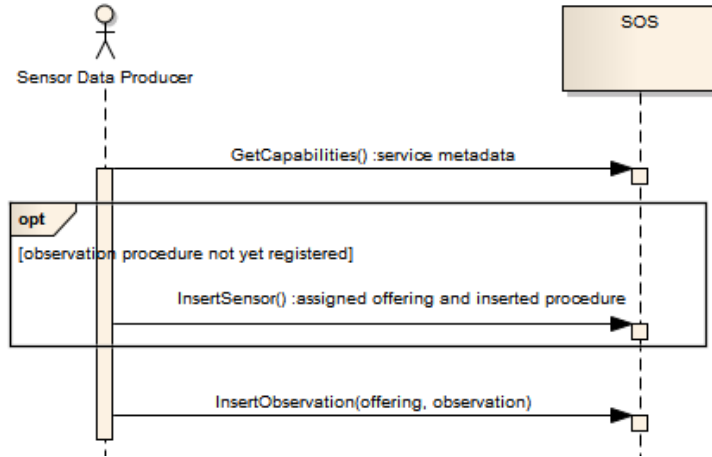 SOS
Sensor Data Producer
GetCapabilities() :service metadata
opt
[observation procedure not yet registered]
InsertSensor() :assigned offering and inserted procedure
InsertObservation(offering, observation)